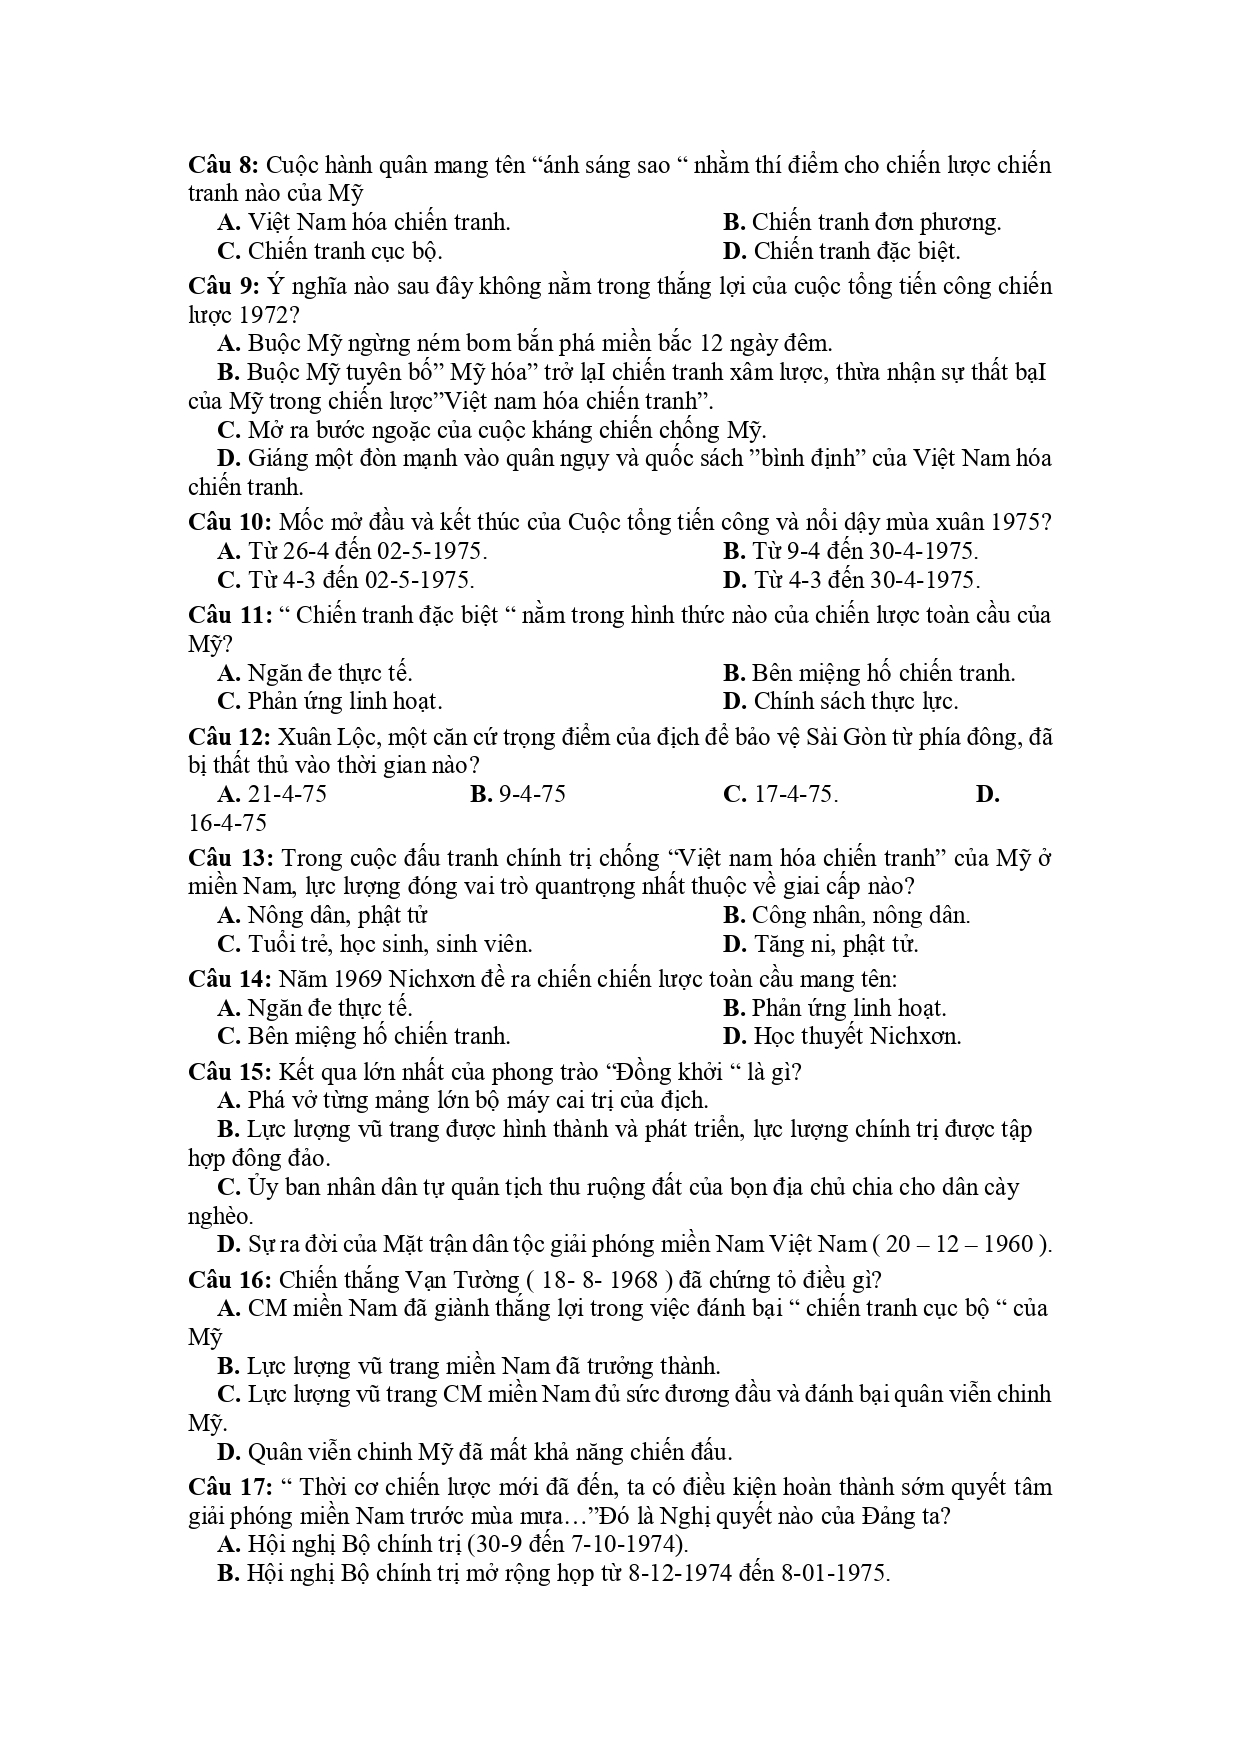 Câu 8: Cuộc hành quân mang tên “ánh sáng sao “ nhằm thí điểm cho chiến lược chiến
tranh nào của Mỹ
A. Việt Nam hóa chiến tranh. B. Chiến tranh đơn phương.
C. Chiến tranh cục bộ. D. Chiến tranh đặc biệt.
Câu 9: Ý nghĩa nào sau đây không nằm trong thắng lợi của cuộc tổng tiến công chiến
lược 1972?
A. Buộc Mỹ ngừng ném bom bắn phá miền bắc 12 ngày đêm.
B. Buộc Mỹ tuyên bố” Mỹ hóa” trở lạI chiến tranh xâm lược, thừa nhận sự thất bạI
của Mỹ trong chiến lược”Việt nam hóa chiến tranh”.
C. Mở ra bước ngoặc của cuộc kháng chiến chống Mỹ.
D. Giáng một đòn mạnh vào quân ngụy và quốc sách ”bình định” của Việt Nam hóa
chiến tranh.
Câu 10: Mốc mở đầu và kết thúc của Cuộc tổng tiến công và nổi dậy mùa xuân 1975?
A. Từ 26-4 đến 02-5-1975. B. Từ 9-4 đến 30-4-1975.
C. Từ 4-3 đến 02-5-1975. D. Từ 4-3 đến 30-4-1975.
Câu 11: “ Chiến tranh đặc biệt “ nằm trong hình thức nào của chiến lược toàn cầu của
Mỹ?
A. Ngăn đe thực tế. B. Bên miệng hố chiến tranh.
C. Phản ứng linh hoạt. D. Chính sách thực lực.
Câu 12: Xuân Lộc, một căn cứ trọng điểm của địch để bảo vệ Sài Gòn từ phía đông, đã
bị thất thủ vào thời gian nào?
A. 21-4-75 B. 9-4-75 C. 17-4-75. D.
16-4-75
Câu 13: Trong cuộc đấu tranh chính trị chống “Việt nam hóa chiến tranh” của Mỹ ở
miền Nam, lực lượng đóng vai trò quantrọng nhất thuộc về giai cấp nào?
A. Nông dân, phật tử B. Công nhân, nông dân.
C. Tuổi trẻ, học sinh, sinh viên. D. Tăng ni, phật tử.
Câu 14: Năm 1969 Nichxơn đề ra chiến chiến lược toàn cầu mang tên:
A. Ngăn đe thực tế. B. Phản ứng linh hoạt.
C. Bên miệng hố chiến tranh. D. Học thuyết Nichxơn.
Câu 15: Kết qua lớn nhất của phong trào “Đồng khởi “ là gì?
A. Phá vở từng mảng lớn bộ máy cai trị của địch.
B. Lực lượng vũ trang được hình thành và phát triển, lực lượng chính trị được tập
hợp đông đảo.
C. Ủy ban nhân dân tự quản tịch thu ruộng đất của bọn địa chủ chia cho dân cày
nghèo.
D. Sự ra đời của Mặt trận dân tộc giải phóng miền Nam Việt Nam ( 20 – 12 – 1960 ).
Câu 16: Chiến thắng Vạn Tường ( 18- 8- 1968 ) đã chứng tỏ điều gì?
A. CM miền Nam đã giành thắng lợi trong việc đánh bại “ chiến tranh cục bộ “ của
Mỹ
B. Lực lượng vũ trang miền Nam đã trưởng thành.
C. Lực lượng vũ trang CM miền Nam đủ sức đương đầu và đánh bại quân viễn chinh
Mỹ.
D. Quân viễn chinh Mỹ đã mất khả năng chiến đấu.
Câu 17: “ Thời cơ chiến lược mới đã đến, ta có điều kiện hoàn thành sớm quyết tâm
giải phóng miền Nam trước mùa mưa…”Đó là Nghị quyết nào của Đảng ta?
A. Hội nghị Bộ chính trị (30-9 đến 7-10-1974).
B. Hội nghị Bộ chính trị mở rộng họp từ 8-12-1974 đến 8-01-1975.